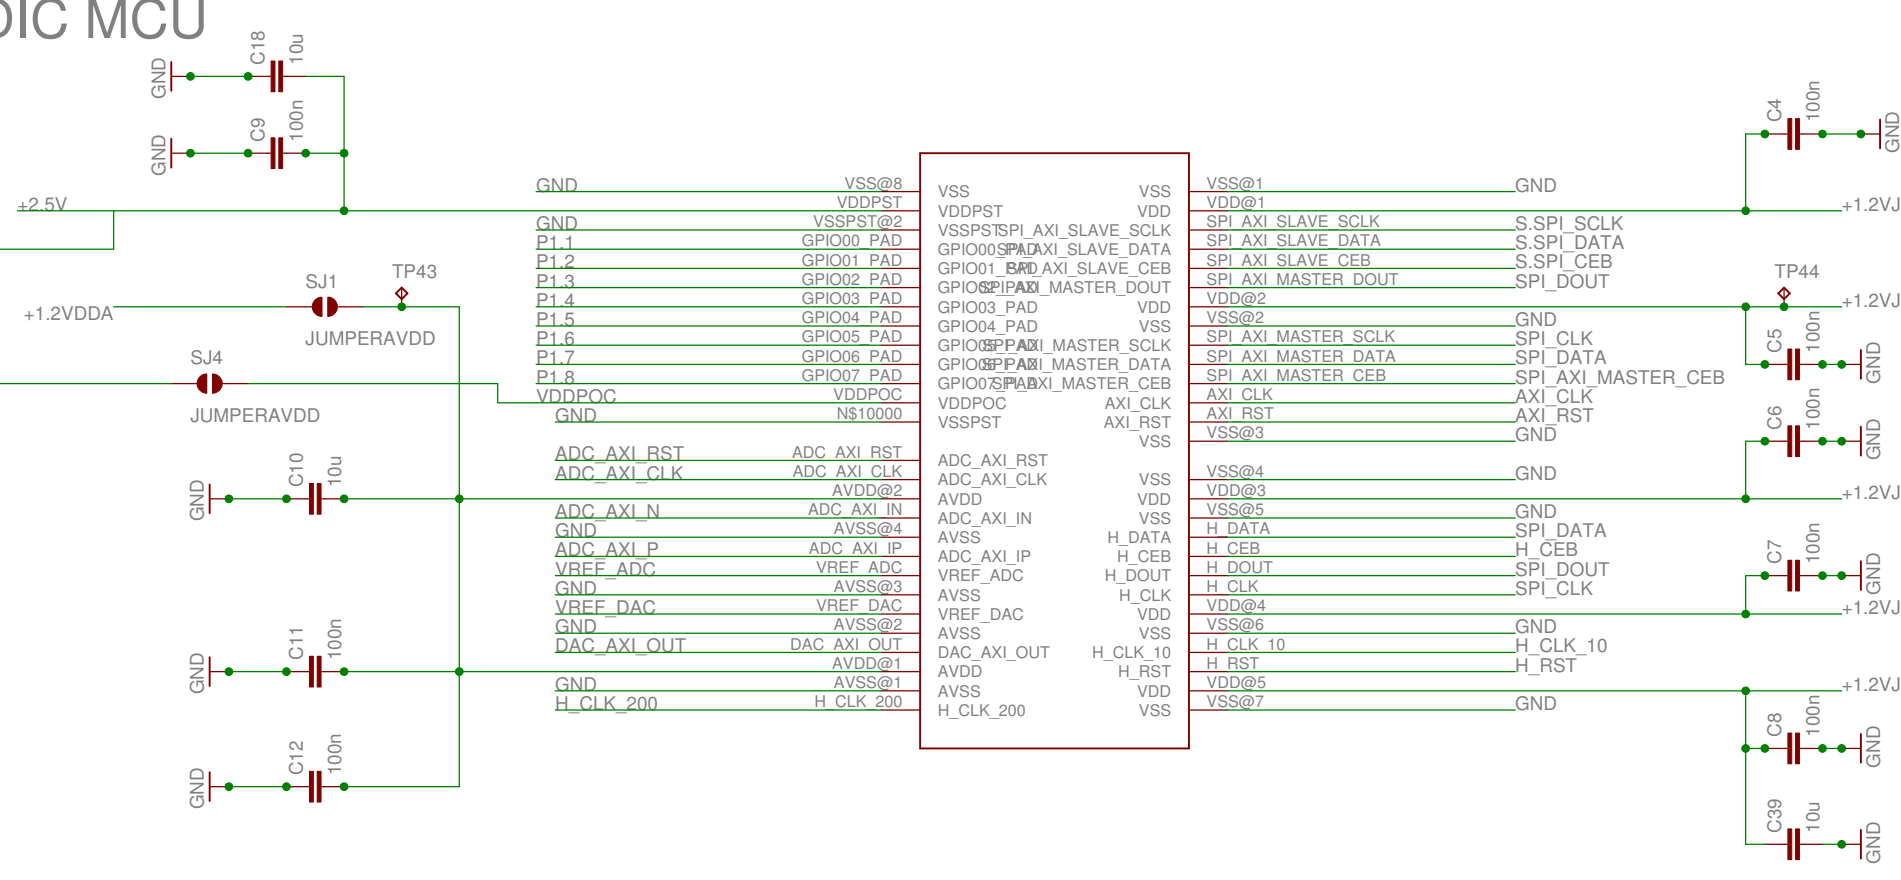 DIC MCU
GND C18 10u
GND C9 100n
+2.5V
+1.2VDDA
SJ1
JUMPERAVDD
TP43
SJ4
JUMPERAVDD
GND C10 10u
GND C11 100n
GND C12 100n
GND VSS@8 VSS
VDDPST VDDPST
GND VSSPST@2 VSSPST
P1.1 GPIO00_PAD GPIO00_PAD
P1.2 GPIO01_PAD GPIO01_PAD
P1.3 GPIO02_PAD GPIO02_PAD
P1.4 GPIO03_PAD GPIO03_PAD
P1.5 GPIO04_PAD GPIO04_PAD
P1.6 GPIO05_PAD GPIO05_PAD
P1.7 GPIO06_PAD GPIO06_PAD
P1.8 GPIO07_PAD GPIO07_PAD
VDDPOC VDDPOC VDDPOC
GND N$10000 VSSPST
ADC_AXI_RST ADC_AXI_RST ADC_AXI_RST
ADC_AXI_CLK ADC_AXI_CLK ADC_AXI_CLK
AVDD@2 AVDD
ADC_AXI_N ADC_AXI_IN ADC_AXI_IN
GND AVSS@4 AVSS
ADC_AXI_P ADC_AXI_IP ADC_AXI_IP
VREF_ADC VREF_ADC VREF_ADC
GND AVSS@3 AVSS
VREF_DAC VREF_DAC VREF_DAC
GND AVSS@2 AVSS
DAC_AXI_OUT DAC_AXI_OUT DAC_AXI_OUT
AVDD@1 AVDD
GND AVSS@1 AVSS
H_CLK_200 H_CLK_200 H_CLK_200
VSS VSS@1 GND
VDD VDD@1 +1.2VJ
SPI_AXI_SLAVE_SCLK SPI_AXI_SLAVE_SCLK S.SPI_SCLK
SPI_AXI_SLAVE_DATA SPI_AXI_SLAVE_DATA S.SPI_DATA
SPI_AXI_SLAVE_CEB SPI_AXI_SLAVE_CEB S.SPI_CEB
SPI_AXI_MASTER_DOUT SPI_AXI_MASTER_DOUT SPI_DOUT
VDD VDD@2 +1.2VJ
VSS VSS@2 GND
SPI_AXI_MASTER_SCLK SPI_AXI_MASTER_SCLK SPI_CLK
SPI_AXI_MASTER_DATA SPI_AXI_MASTER_DATA SPI_DATA
SPI_AXI_MASTER_CEB SPI_AXI_MASTER_CEB SPI_AXI_MASTER_CEB
AXI_CLK AXI_CLK AXI_CLK
AXI_RST AXI_RST AXI_RST
VSS VSS@3 GND
VSS VSS@4 GND
VDD VDD@3 +1.2VJ
VSS VSS@5 GND
H_DATA H_DATA SPI_DATA
H_CEB H_CEB H_CEB
H_DOUT H_DOUT SPI_DOUT
H_CLK H_CLK SPI_CLK
VDD VDD@4 +1.2VJ
VSS VSS@6 GND
H_CLK_10 H_CLK_10 H_CLK_10
H_RST H_RST H_RST
VDD VDD@5 +1.2VJ
VSS VSS@7 GND
C4 100n GND
TP44
C5 100n GND
C6 100n GND
C7 100n GND
C8 100n GND
C39 10u GND